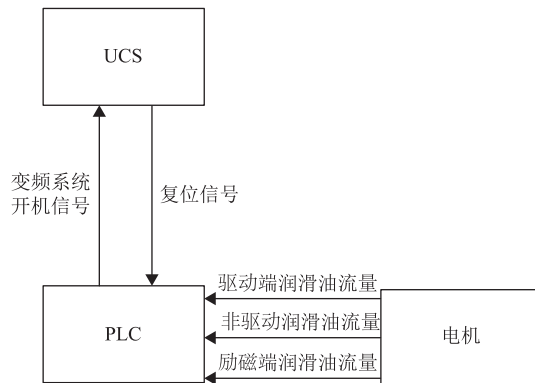 UCS
变频系统
开机信号
复位信号
驱动端润滑油流量
PLC
非驱动润滑油流量
电机
励磁端润滑油流量